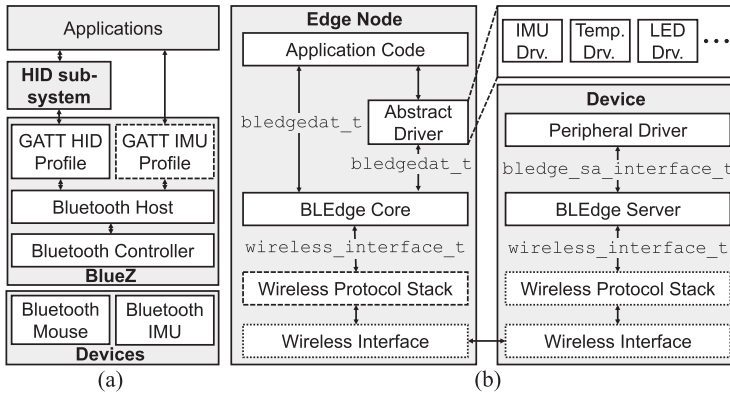 Applications
HID sub-
system
GATT HID
Profile
GATT IMU
Profile
Bluetooth Host
Bluetooth Controller
BlueZ
Bluetooth
Mouse
Bluetooth
IMU
Devices
(a)
Edge Node
Application Code
bledgedat_t
Abstract
Driver
bledgedat_t
BLEdge Core
wireless_interface_t
Wireless Protocol Stack
Wireless Interface
IMU
Drv.
Temp.
Drv.
LED
Drv.
•••
Device
Peripheral Driver
bledge_sa_interface_t
BLEdge Server
wireless_interface_t
Wireless Protocol Stack
Wireless Interface
(b)